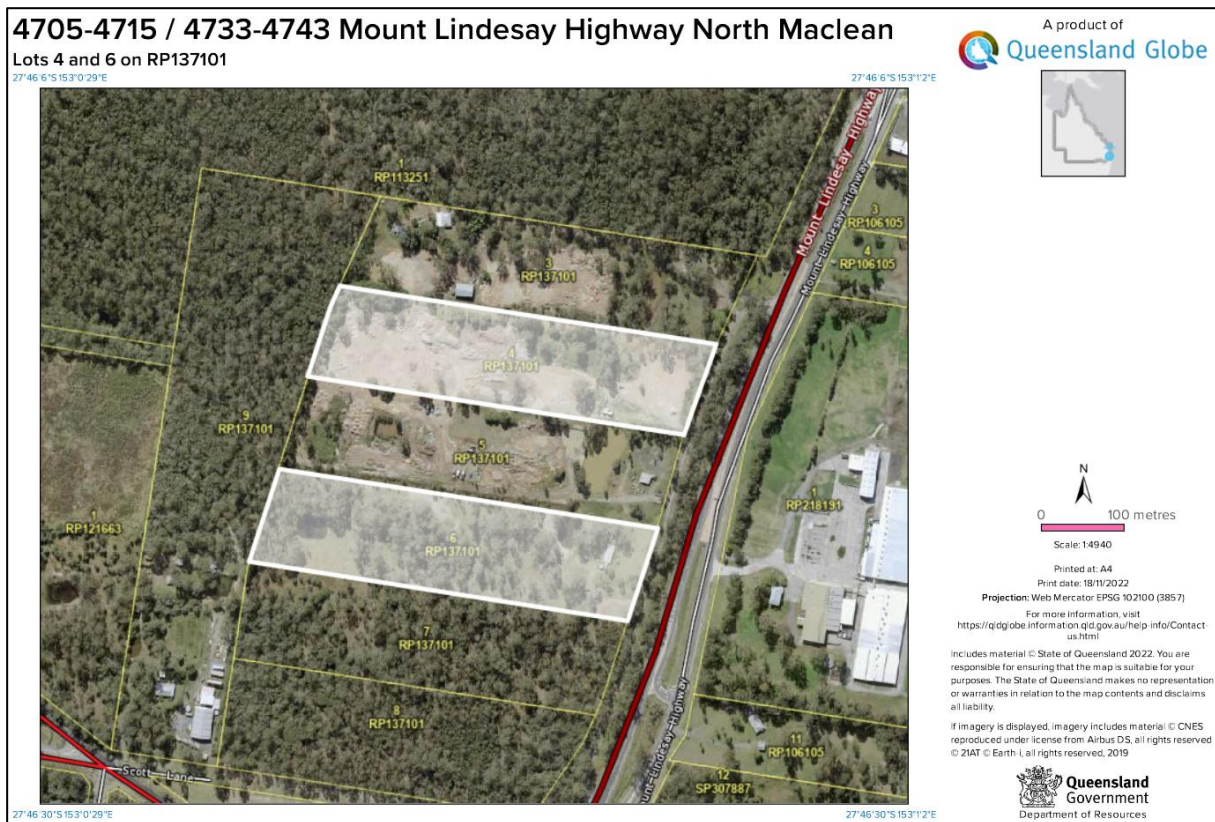 4705-4715 / 4733-4743 Mount Lindesay Highway North Maclean
Lots 4 and 6 on RP137101
27°46'6"S 153°0'29"E
27°46'6"S 153°1'2"E
A product of
Queensland Globe
1
RP113251
Mount Lindesay Highway
Mount-Lindesay-Highway
3
RP106105
4
RP106105
3
RP137101
4
RP137101
9
RP137101
5
RP137101
1
RP121663
6
RP137101
1
RP218191
7
RP137101
8
RP137101
11
RP106105
12
SP307887
Mount-Lindesay-Highway
Scott Lane
27°46'30"S 153°0'29"E
27°46'30"S 153°1'2"E
N
0 100 metres
Scale: 1:4940
Printed at: A4
Print date: 18/11/2022
Projection: Web Mercator EPSG 102100 (3857)
For more information, visit
https://qldglobe.information.qld.gov.au/help-info/Contact-
us.html
Includes material © State of Queensland 2022. You are
responsible for ensuring that the map is suitable for your
purposes. The State of Queensland makes no representation
or warranties in relation to the map contents and disclaims
all liability.
If imagery is displayed, imagery includes material © CNES
reproduced under license from Airbus DS, all rights reserved
© 21AT © Earth-i, all rights reserved, 2019
Queensland
Government
Department of Resources